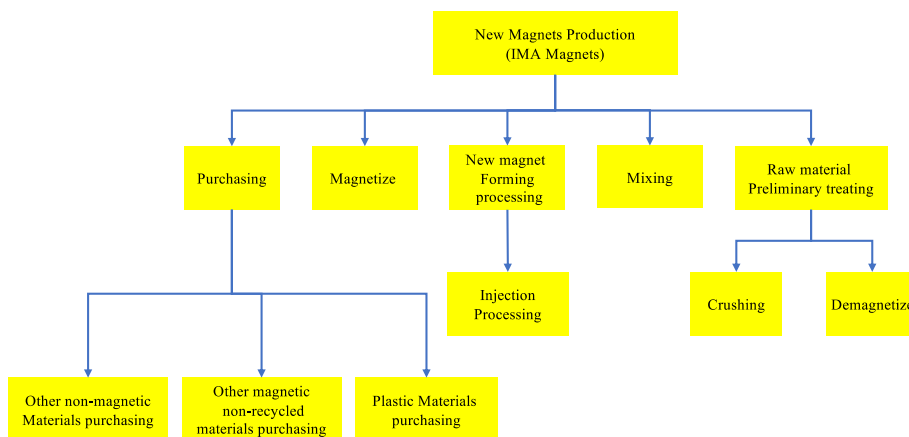 New Magnets Production
(IMA Magnets)
Purchasing
Magnetize
New magnet
Forming
processing
Mixing
Raw material
Preliminary treating
Injection
Processing
Crushing
Demagnetize
Other non-magnetic
Materials purchasing
Other magnetic
non-recycled
materials purchasing
Plastic Materials
purchasing